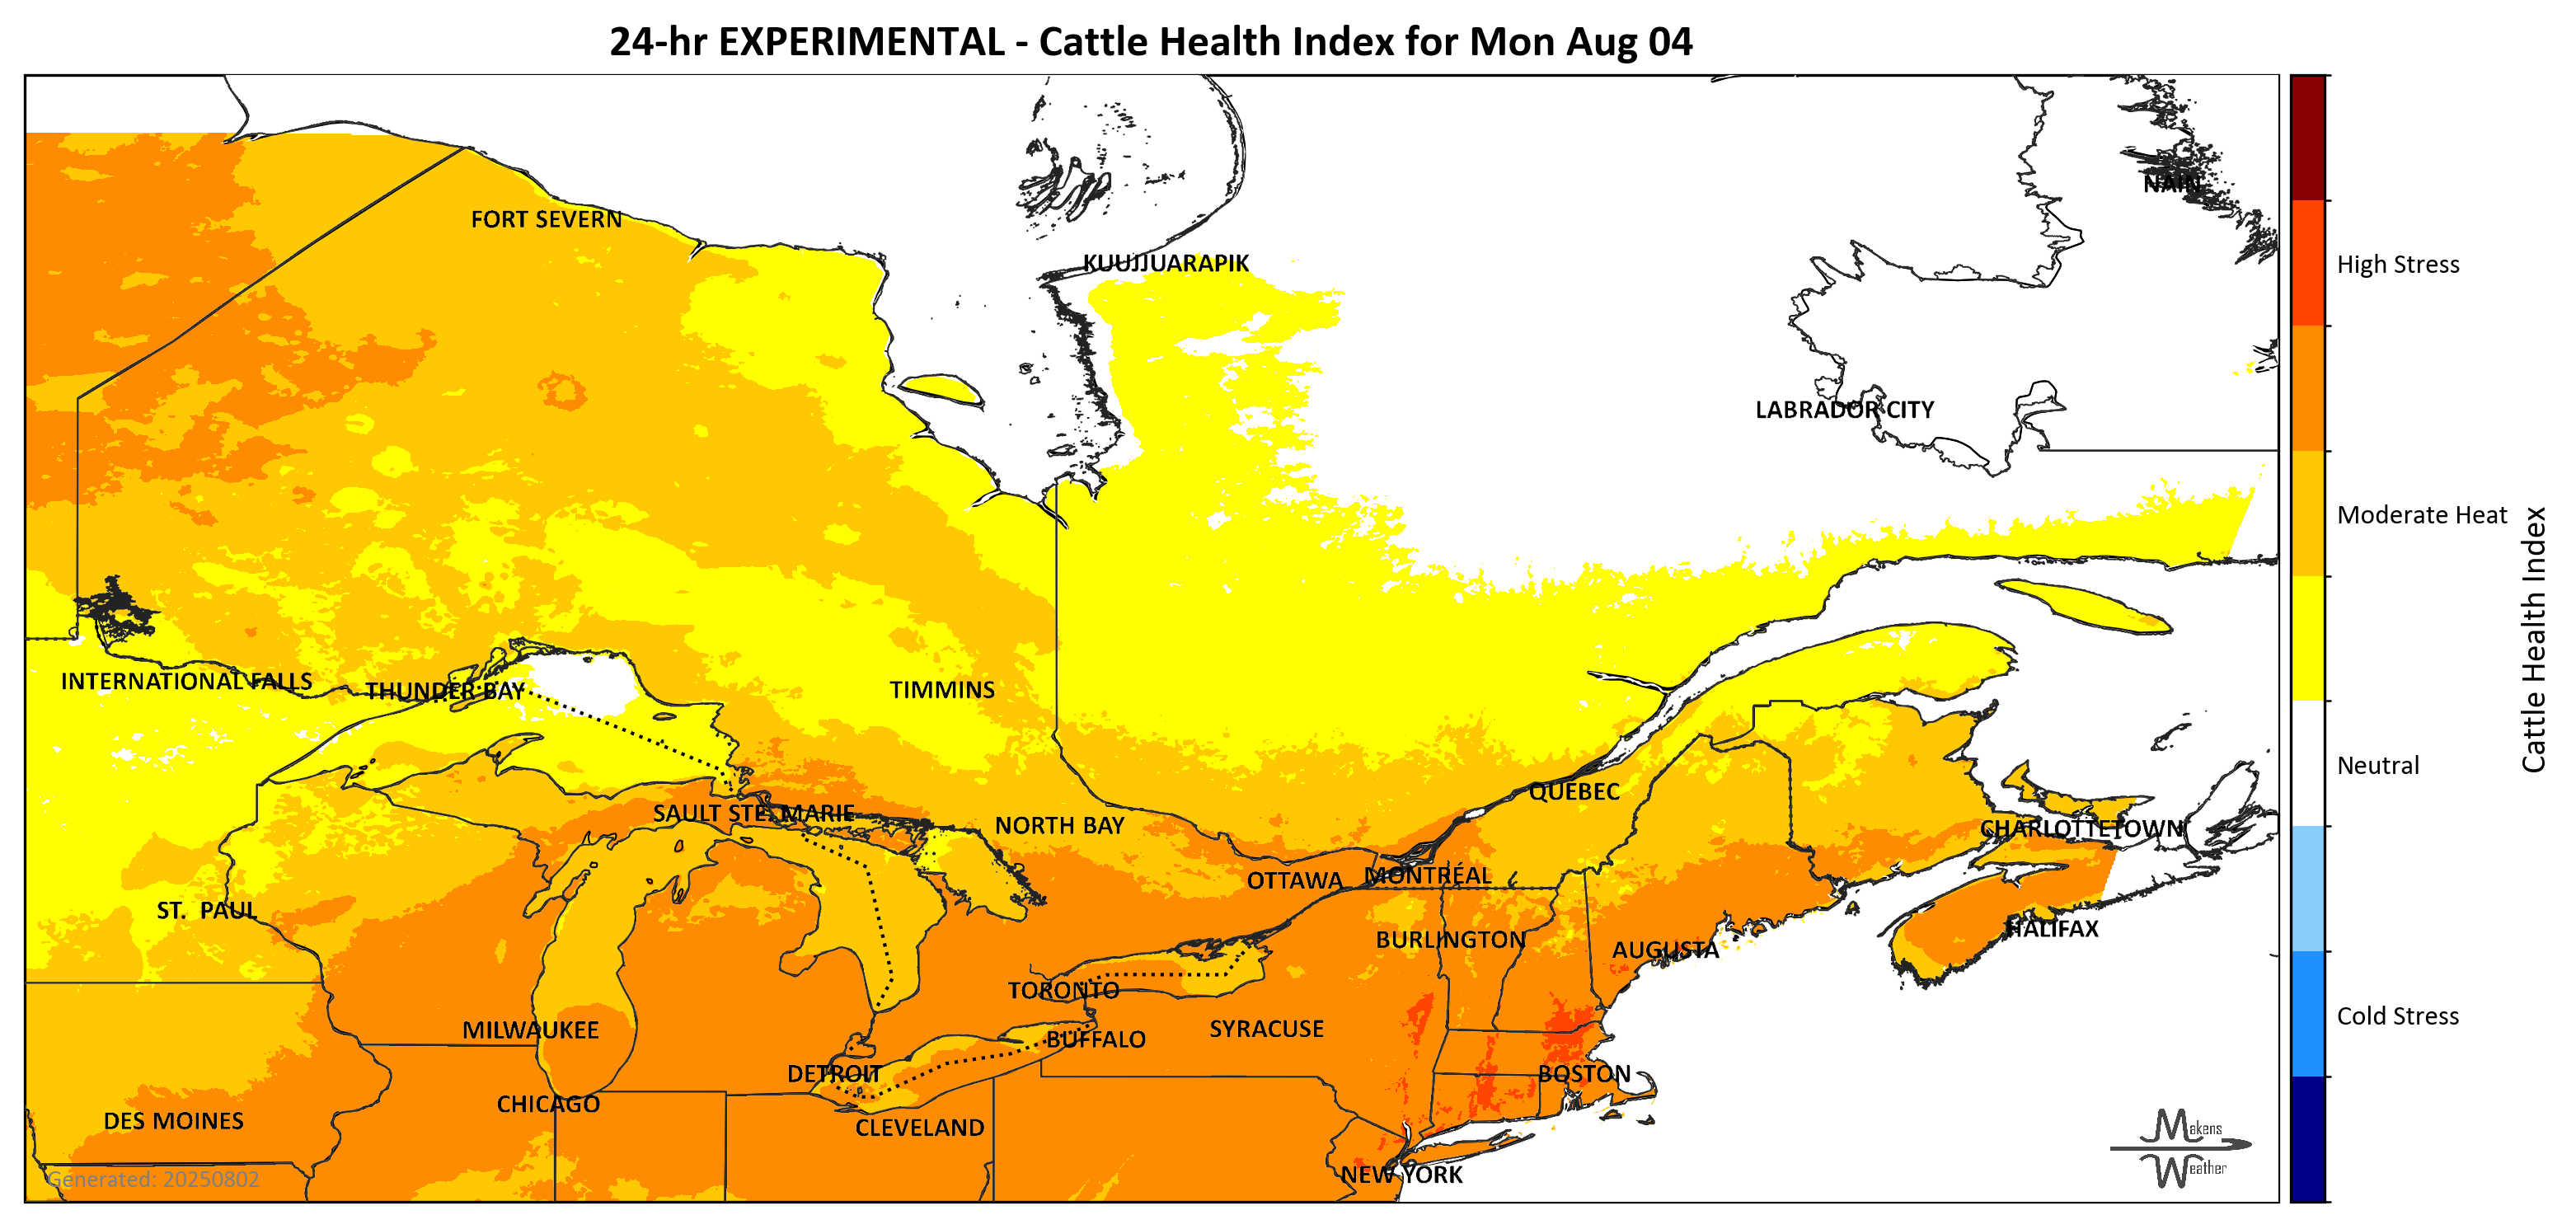 24-hr EXPERIMENTAL - Cattle Health Index for Mon Aug 04
NAIN
FORT SEVERN
KUUJJUARAPIK
High Stress
LABRADOR CITY
Moderate Heat
Cattle Health Index
INTERNATIONAL FALLS
THUNDER BAY
TIMMINS
Neutral
QUEBEC
SAULT STE. MARIE
NORTH BAY
CHARLOTTETOWN
OTTAWA
MONTRÉAL
ST. PAUL
HALIFAX
BURLINGTON
AUGUSTA
TORONTO
Cold Stress
MILWAUKEE
SYRACUSE
BUFFALO
DETROIT
BOSTON
CHICAGO
DES MOINES
CLEVELAND
Makens
Weather
NEW YORK
Generated: 20250802